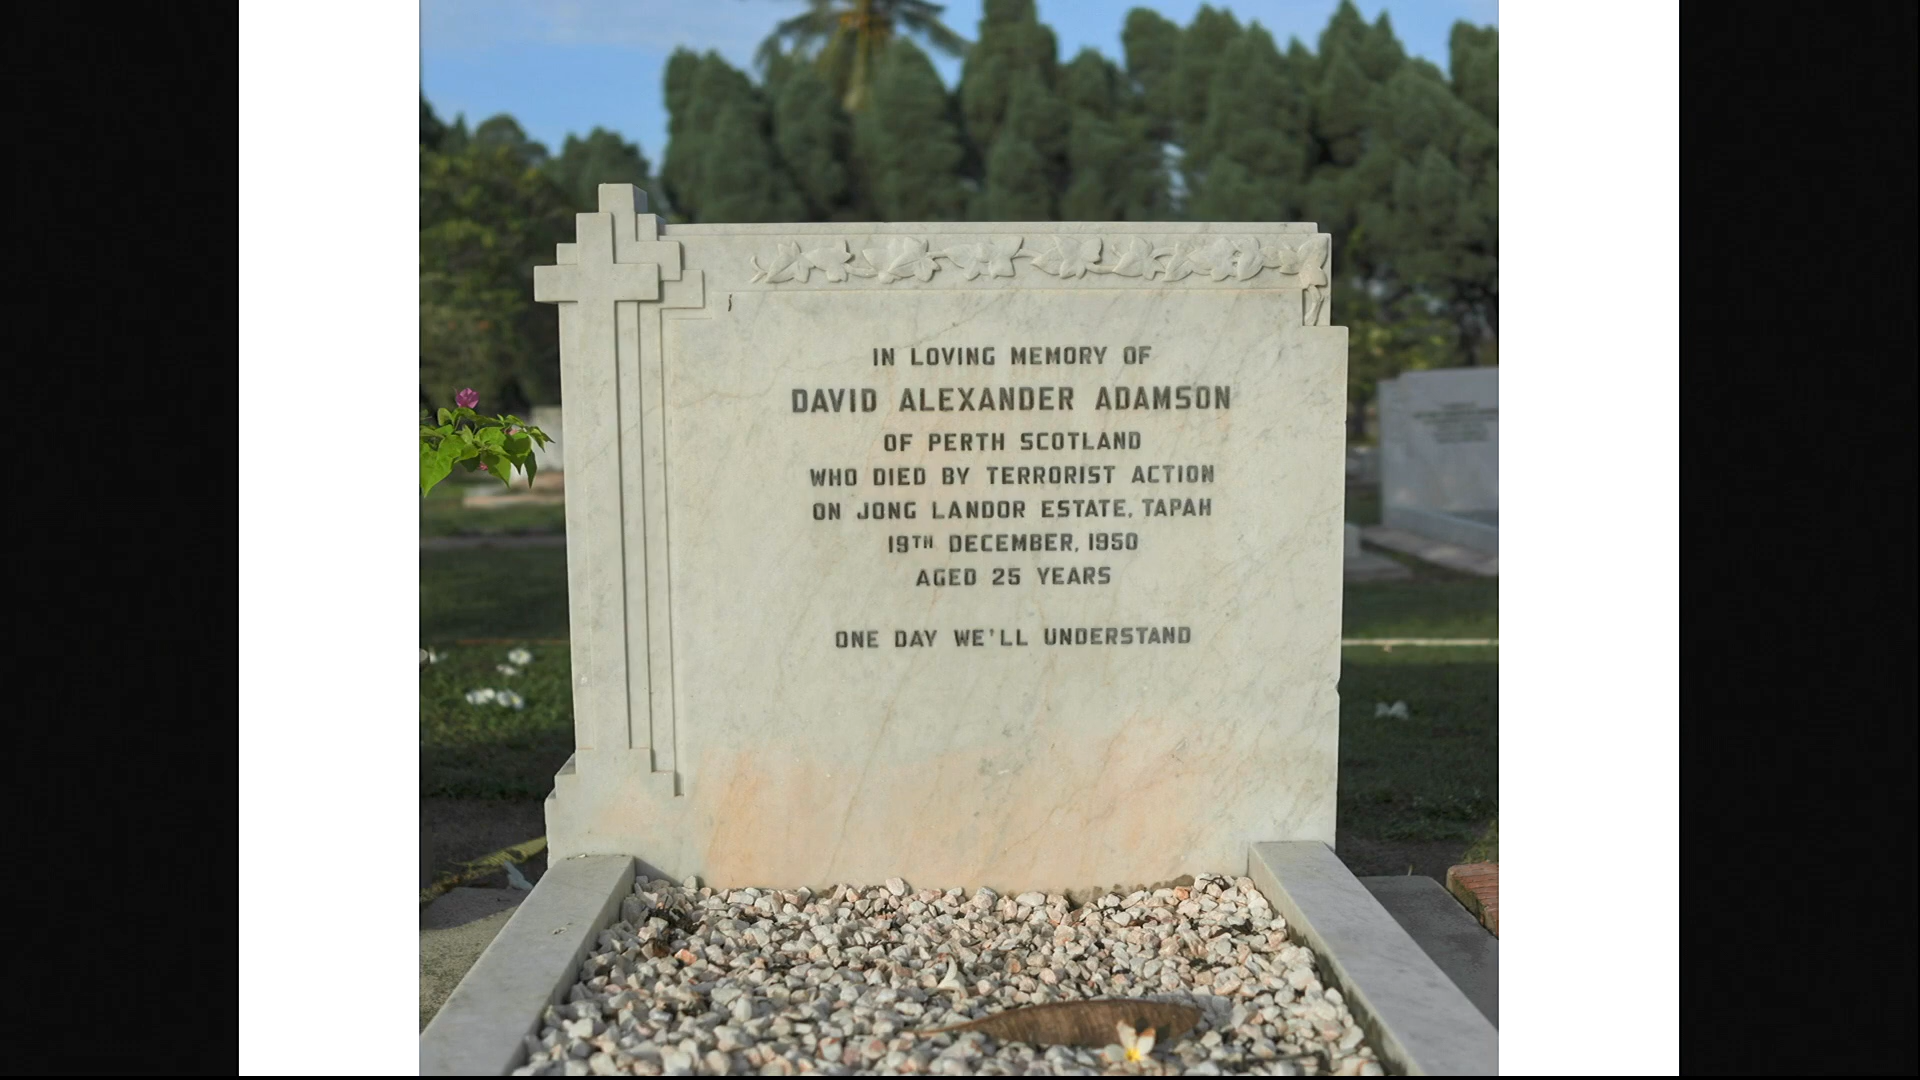 IN LOVING MEMORY OF
DAVID ALEXANDER ADAMSON
OF PERTH SCOTLAND
WHO DIED BY TERRORIST ACTION
ON JONG LANDOR ESTATE, TAPAH
19TH DECEMBER, 1950
AGED 25 YEARS
ONE DAY WE'LL UNDERSTAND